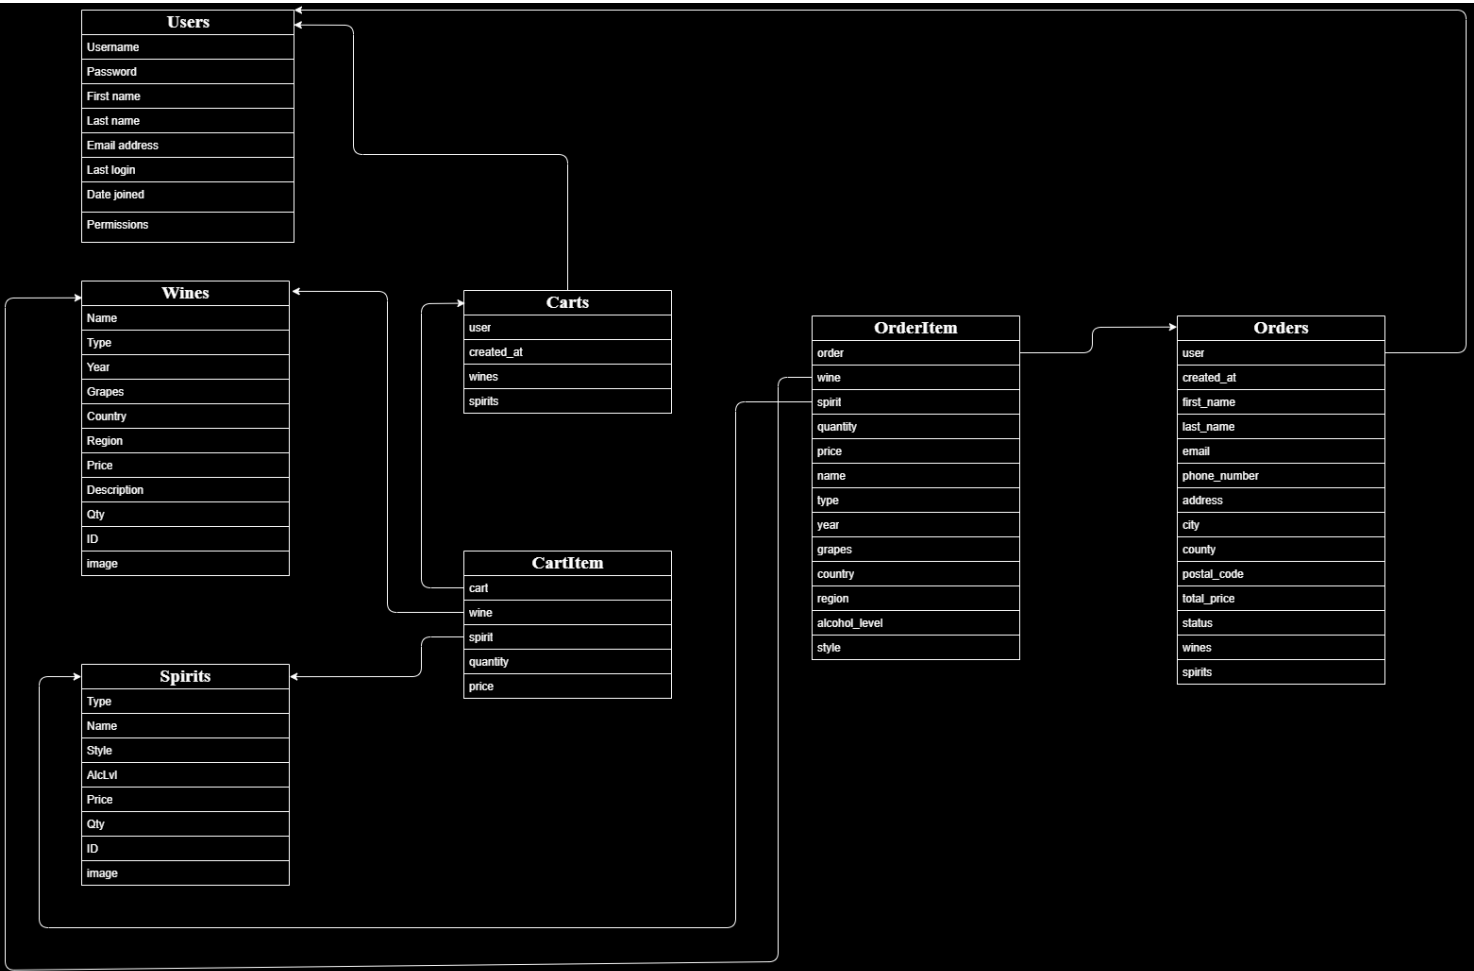 Users
Username
Password
First name
Last name
Email address
Last login
Date joined
Permissions
Wines
Name
Type
Year
Grapes
Country
Region
Price
Description
Qty
ID
image
Spirits
Type
Name
Style
AlcLvl
Price
Qty
ID
image
Carts
user
created_at
wines
spirits
CartItem
cart
wine
spirit
quantity
price
OrderItem
order
wine
spirit
quantity
price
name
type
year
grapes
country
region
alcohol_level
style
Orders
user
created_at
first_name
last_name
email
phone_number
address
city
county
postal_code
total_price
status
wines
spirits